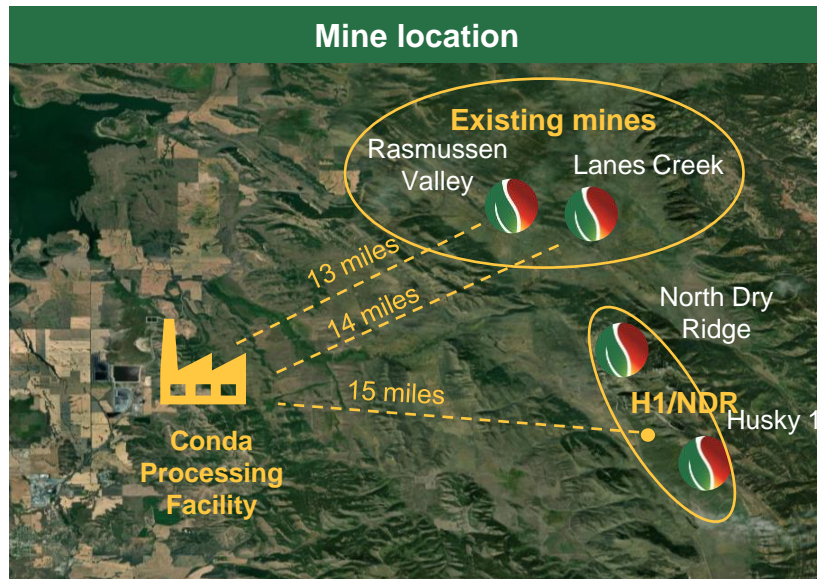 Mine location
Existing mines
Rasmussen
Valley
Lanes Creek
13 miles
14 miles
North Dry
Ridge
15 miles
H1/NDR
Husky 1
Conda
Processing
Facility